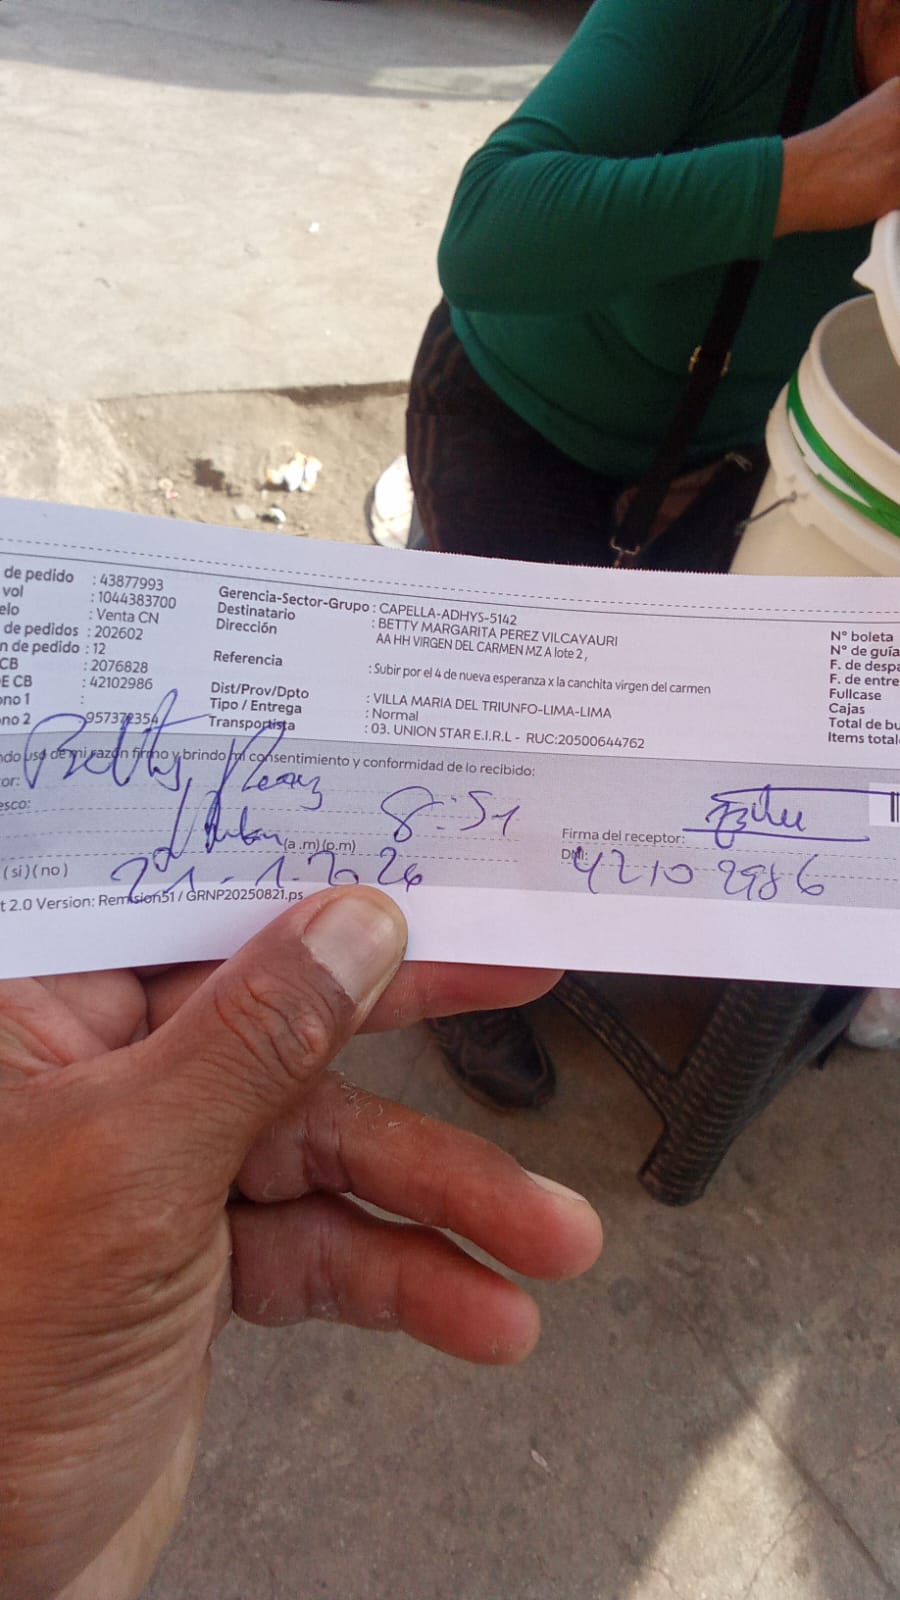 de pedido : 43877993
vol : 1044383700
elo : Venta CN
de pedidos : 202602
n de pedido : 12
CB : 2076828
E CB : 42102986
ono 1 :
ono 2 957372354
Gerencia-Sector-Grupo : CAPELLA-ADHYS-5142
Destinatario : BETTY MARGARITA PEREZ VILCAYAURI
Dirección AA HH VIRGEN DEL CARMEN MZ A lote 2,
Referencia : Subir por el 4 de nueva esperanza x la canchita virgen del carmen
Dist/Prov/Dpto : VILLA MARIA DEL TRIUNFO-LIMA-LIMA
Tipo / Entrega : Normal
Transportista : 03. UNION STAR E.I.R.L - RUC:20500644762
N° boleta
N° de guía
F. de despa
F. de entre
Fullcase
Cajas
Total de bu
Items total
ndo uso de mi razón firmo y brindo mi consentimiento y conformidad de lo recibido:
or: Betty Perez
esco: (a .m) (p.m) 8:51
(si) (no) 21-1-2026
Firma del receptor:
DNI: 42102986
t 2.0 Version: Remision51 / GRNP20250821.ps